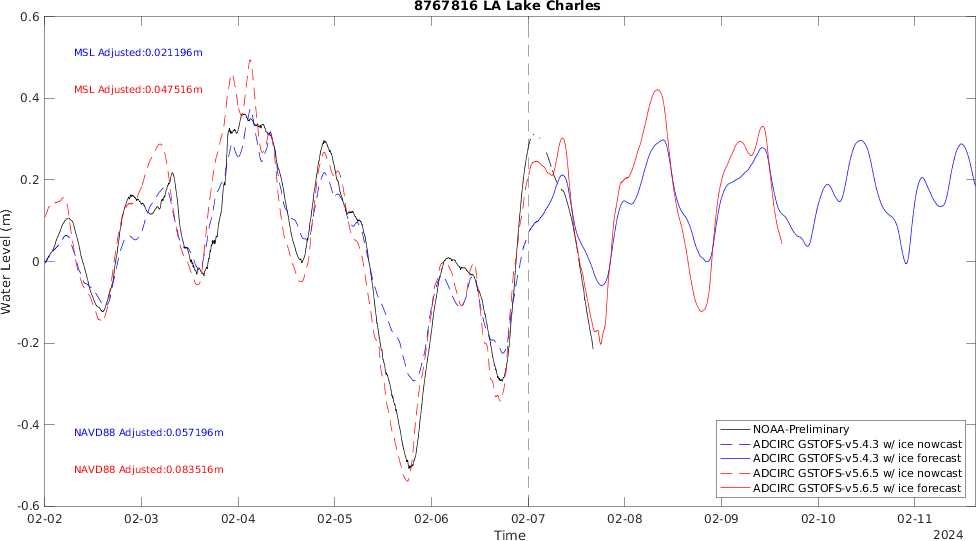 8767816 LA Lake Charles
0.6
0.4
0.2
0
-0.2
-0.4
-0.6
Water Level (m)
MSL Adjusted:0.021196m
MSL Adjusted:0.047516m
NAVD88 Adjusted:0.057196m
NAVD88 Adjusted:0.083516m
NOAA-Preliminary
ADCIRC GSTOFS-v5.4.3 w/ ice nowcast
ADCIRC GSTOFS-v5.4.3 w/ ice forecast
ADCIRC GSTOFS-v5.6.5 w/ ice nowcast
ADCIRC GSTOFS-v5.6.5 w/ ice forecast
02-02 02-03 02-04 02-05 02-06 02-07 02-08 02-09 02-10 02-11
Time
2024